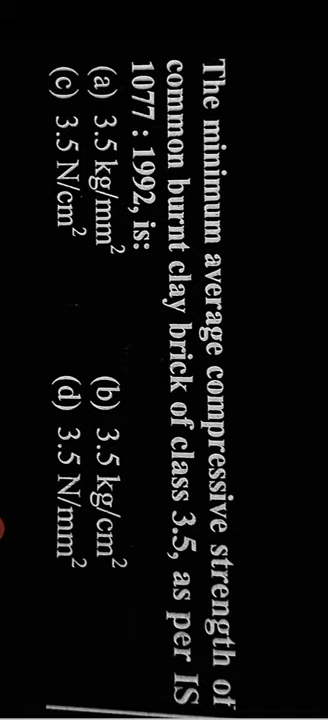 The minimum average compressive strength of
common burnt clay brick of class 3.5, as per IS
1077 : 1992, is:
(a) 3.5 kg/mm² (b) 3.5 kg/cm²
(c) 3.5 N/cm² (d) 3.5 N/mm²